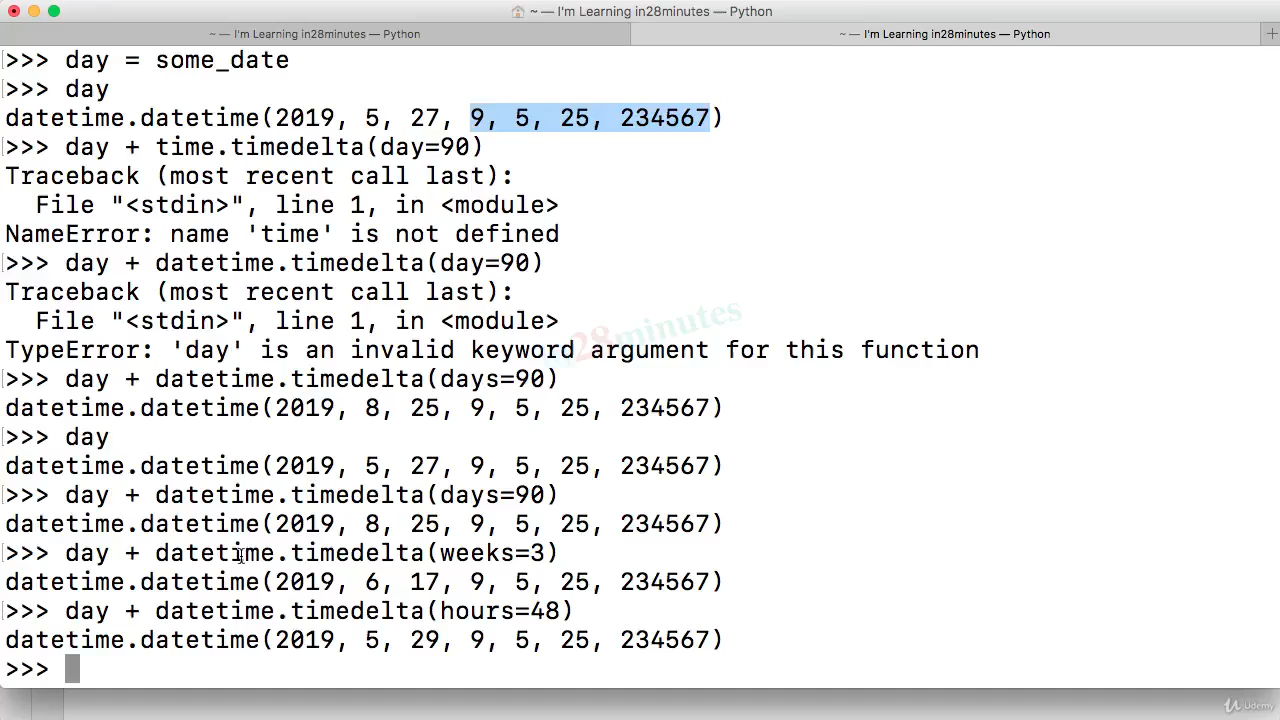 ~ — I'm Learning in28minutes — Python
~ — I'm Learning in28minutes — Python
~ — I'm Learning in28minutes — Python
>>> day = some_date
>>> day
datetime.datetime(2019, 5, 27, 9, 5, 25, 234567)
>>> day + time.timedelta(day=90)
Traceback (most recent call last):
  File "<stdin>", line 1, in <module>
NameError: name 'time' is not defined
>>> day + datetime.timedelta(day=90)
Traceback (most recent call last):
  File "<stdin>", line 1, in <module>
28minutes
TypeError: 'day' is an invalid keyword argument for this function
>>> day + datetime.timedelta(days=90)
datetime.datetime(2019, 8, 25, 9, 5, 25, 234567)
>>> day
datetime.datetime(2019, 5, 27, 9, 5, 25, 234567)
>>> day + datetime.timedelta(days=90)
datetime.datetime(2019, 8, 25, 9, 5, 25, 234567)
>>> day + datetime.timedelta(weeks=3)
datetime.datetime(2019, 6, 17, 9, 5, 25, 234567)
>>> day + datetime.timedelta(hours=48)
datetime.datetime(2019, 5, 29, 9, 5, 25, 234567)
>>>
Udemy